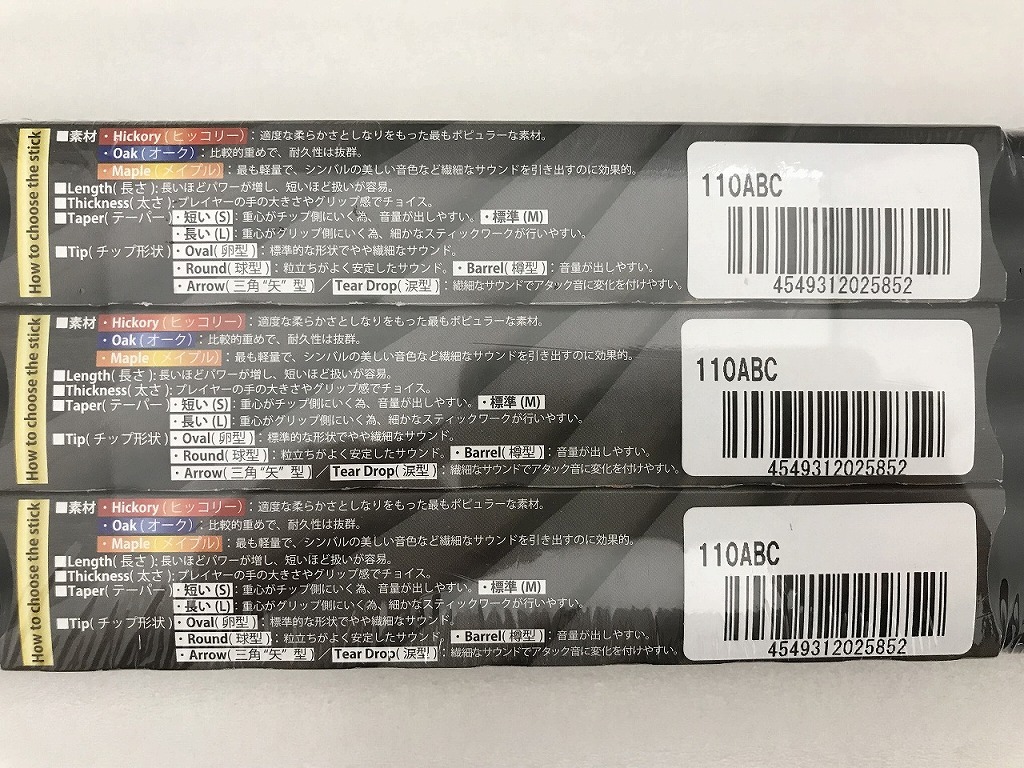 How to choose the stick
■素材 ・Hickory(ヒッコリー)：適度な柔らかさとしなりをもった最もポピュラーな素材。
・Oak(オーク)：比較的重めで、耐久性は抜群。
・Maple(メイプル)：最も軽量で、シンバルの美しい音色など繊細なサウンドを引き出すのに効果的。
■Length(長さ):長いほどパワーが増し、短いほど扱いが容易。
■Thickness(太さ):プレイヤーの手の大きさやグリップ感でチョイス。
■Taper(テーパー)・短い(S)：重心がチップ側にいく為、音量が出しやすい。・標準(M)
・長い(L)：重心がグリップ側にいく為、細かなスティックワークが行いやすい。
■Tip(チップ形状)・Oval(卵型)：標準的な形状でやや繊細なサウンド。
・Round(球型)：粒立ちがよく安定したサウンド。・Barrel(樽型)：音量が出しやすい。
・Arrow(三角“矢”型)／Tear Drop(涙型)：繊細なサウンドでアタック音に変化を付けやすい。
110ABC
4549312025852
How to choose the stick
■素材 ・Hickory(ヒッコリー)：適度な柔らかさとしなりをもった最もポピュラーな素材。
・Oak(オーク)：比較的重めで、耐久性は抜群。
・Maple(メイプル)：最も軽量で、シンバルの美しい音色など繊細なサウンドを引き出すのに効果的。
■Length(長さ):長いほどパワーが増し、短いほど扱いが容易。
■Thickness(太さ):プレイヤーの手の大きさやグリップ感でチョイス。
■Taper(テーパー)・短い(S)：重心がチップ側にいく為、音量が出しやすい。・標準(M)
・長い(L)：重心がグリップ側にいく為、細かなスティックワークが行いやすい。
■Tip(チップ形状)・Oval(卵型)：標準的な形状でやや繊細なサウンド。
・Round(球型)：粒立ちがよく安定したサウンド。・Barrel(樽型)：音量が出しやすい。
・Arrow(三角“矢”型)／Tear Drop(涙型)：繊細なサウンドでアタック音に変化を付けやすい。
110ABC
4549312025852
How to choose the stick
■素材 ・Hickory(ヒッコリー)：適度な柔らかさとしなりをもった最もポピュラーな素材。
・Oak(オーク)：比較的重めで、耐久性は抜群。
・Maple(メイプル)：最も軽量で、シンバルの美しい音色など繊細なサウンドを引き出すのに効果的。
■Length(長さ):長いほどパワーが増し、短いほど扱いが容易。
■Thickness(太さ):プレイヤーの手の大きさやグリップ感でチョイス。
■Taper(テーパー)・短い(S)：重心がチップ側にいく為、音量が出しやすい。・標準(M)
・長い(L)：重心がグリップ側にいく為、細かなスティックワークが行いやすい。
■Tip(チップ形状)・Oval(卵型)：標準的な形状でやや繊細なサウンド。
・Round(球型)：粒立ちがよく安定したサウンド。・Barrel(樽型)：音量が出しやすい。
・Arrow(三角“矢”型)／Tear Drop(涙型)：繊細なサウンドでアタック音に変化を付けやすい。
110ABC
4549312025852